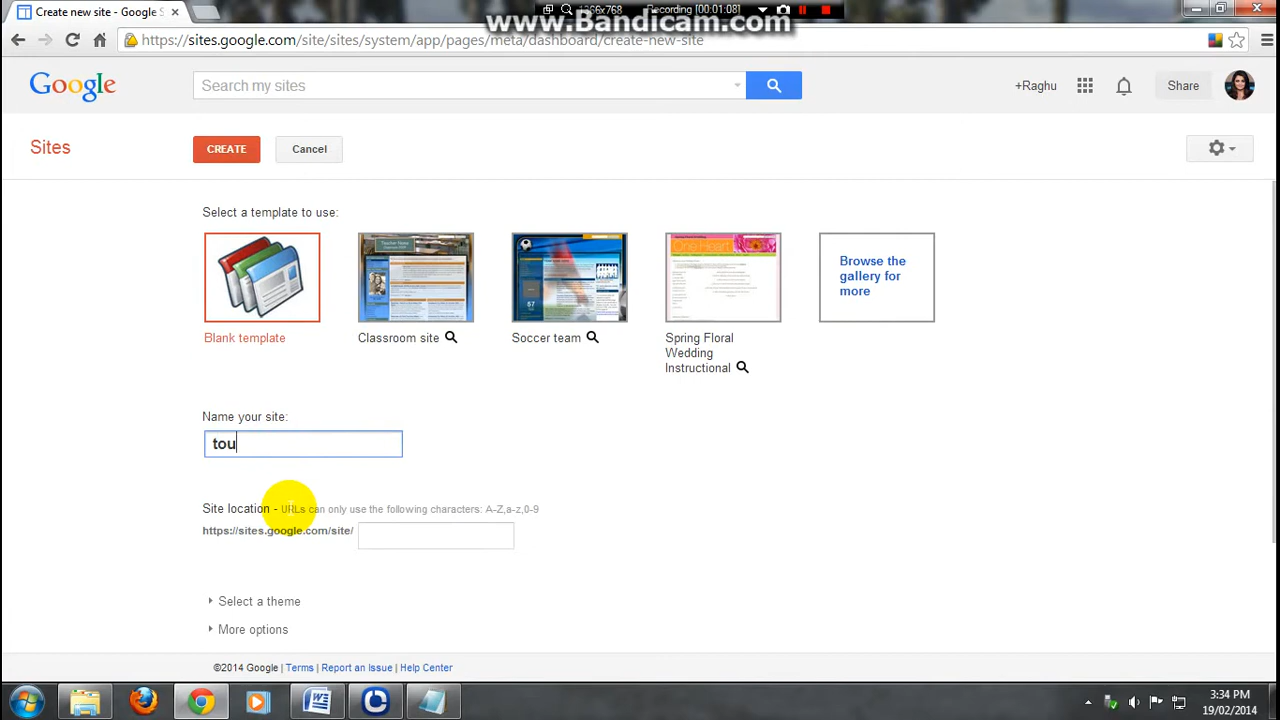 Create new site - Google S
1366x768 Recording [00:01:08]
www.Bandicam.com
https://sites.google.com/site/sites/system/app/pages/meta/dashboard/create-new-site
Google
Search my sites
+Raghu
Share
Sites
CREATE
Cancel
Select a template to use:
One Heart
Browse the
gallery for
more
Blank template
Classroom site
Soccer team
Spring Floral
Wedding
Instructional
Name your site:
tou
Site location - URLs can only use the following characters: A-Z,a-z,0-9
https://sites.google.com/site/
Select a theme
More options
©2014 Google | Terms | Report an Issue | Help Center
3:34 PM
19/02/2014